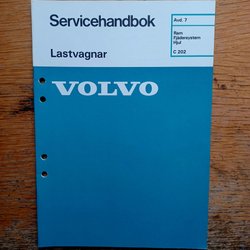 Servicehandbok
Lastvagnar
Avd. 7
Ram
Fjädersystem
Hjul
C 202
VOLVO